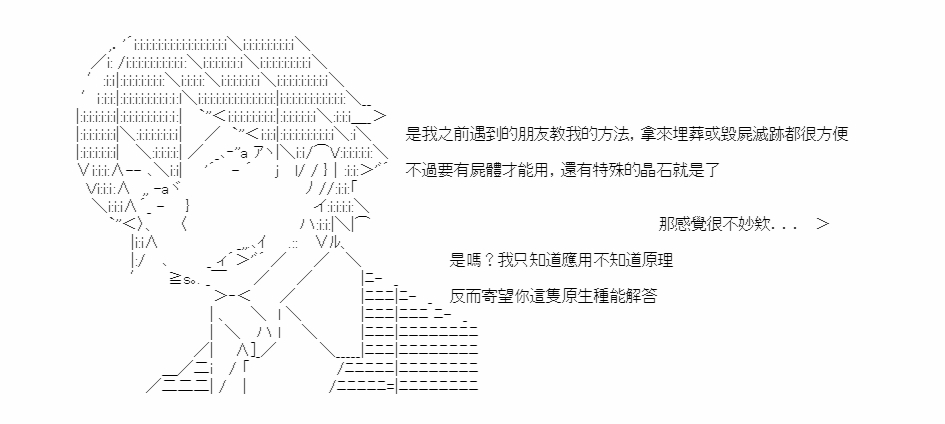 是我之前遇到的朋友教我的方法，拿來埋葬或毀屍滅跡都很方便
不過要有屍體才能用，還有特殊的晶石就是了
那感覺很不妙欸... ＞
是嗎？我只知道應用不知道原理
反而寄望你這隻原生種能解答